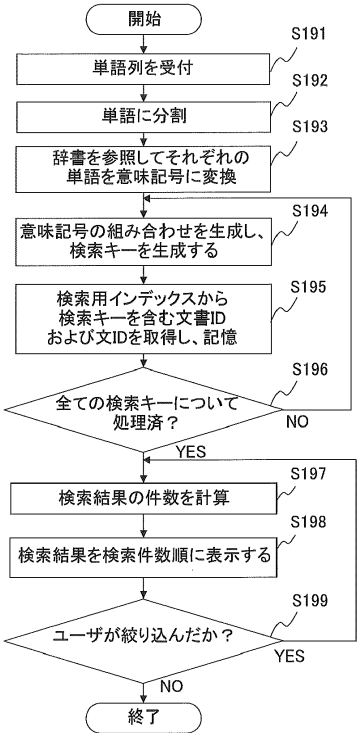 開始
S191
単語列を受付
S192
単語に分割
S193
辞書を参照してそれぞれの
単語を意味記号に変換
S194
意味記号の組み合わせを生成し、
検索キーを生成する
S195
検索用インデックスから
検索キーを含む文書ID
および文IDを取得し、記憶
S196
全ての検索キーについて
処理済？
NO
YES
S197
検索結果の件数を計算
S198
検索結果を検索件数順に表示する
S199
ユーザが絞り込んだか？
YES
NO
終了